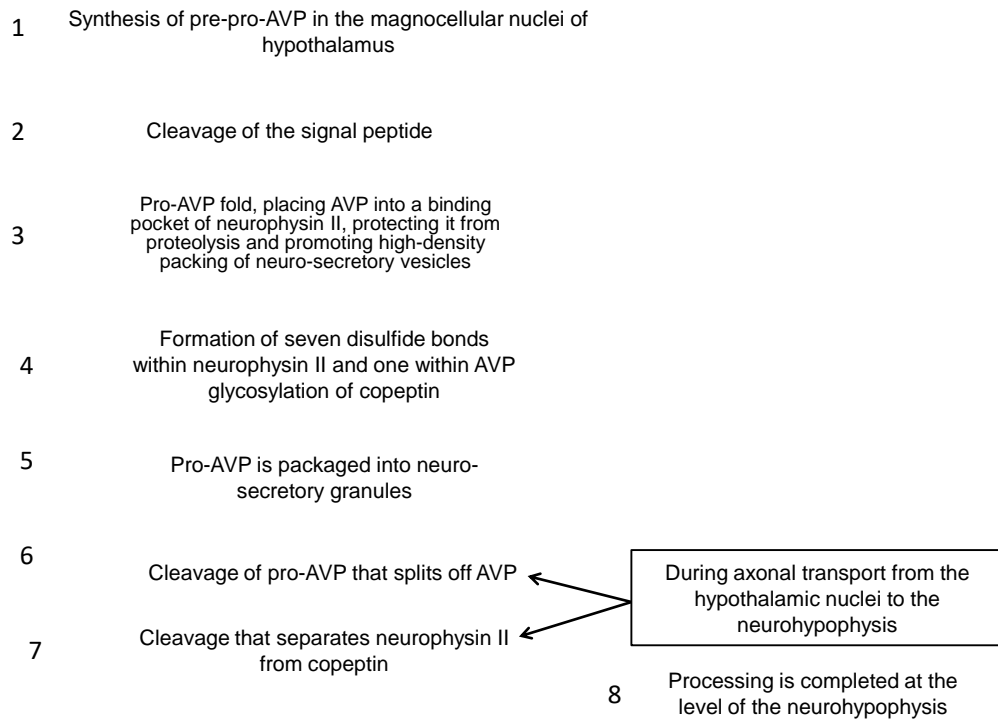 1
Synthesis of pre-pro-AVP in the magnocellular nuclei of
hypothalamus
2
Cleavage of the signal peptide
3
Pro-AVP fold, placing AVP into a binding
pocket of neurophysin II, protecting it from
proteolysis and promoting high-density
packing of neuro-secretory vesicles
4
Formation of seven disulfide bonds
within neurophysin II and one within AVP
glycosylation of copeptin
5
Pro-AVP is packaged into neuro-
secretory granules
6
Cleavage of pro-AVP that splits off AVP
7
Cleavage that separates neurophysin II
from copeptin
During axonal transport from the
hypothalamic nuclei to the
neurohypophysis
8
Processing is completed at the
level of the neurohypophysis